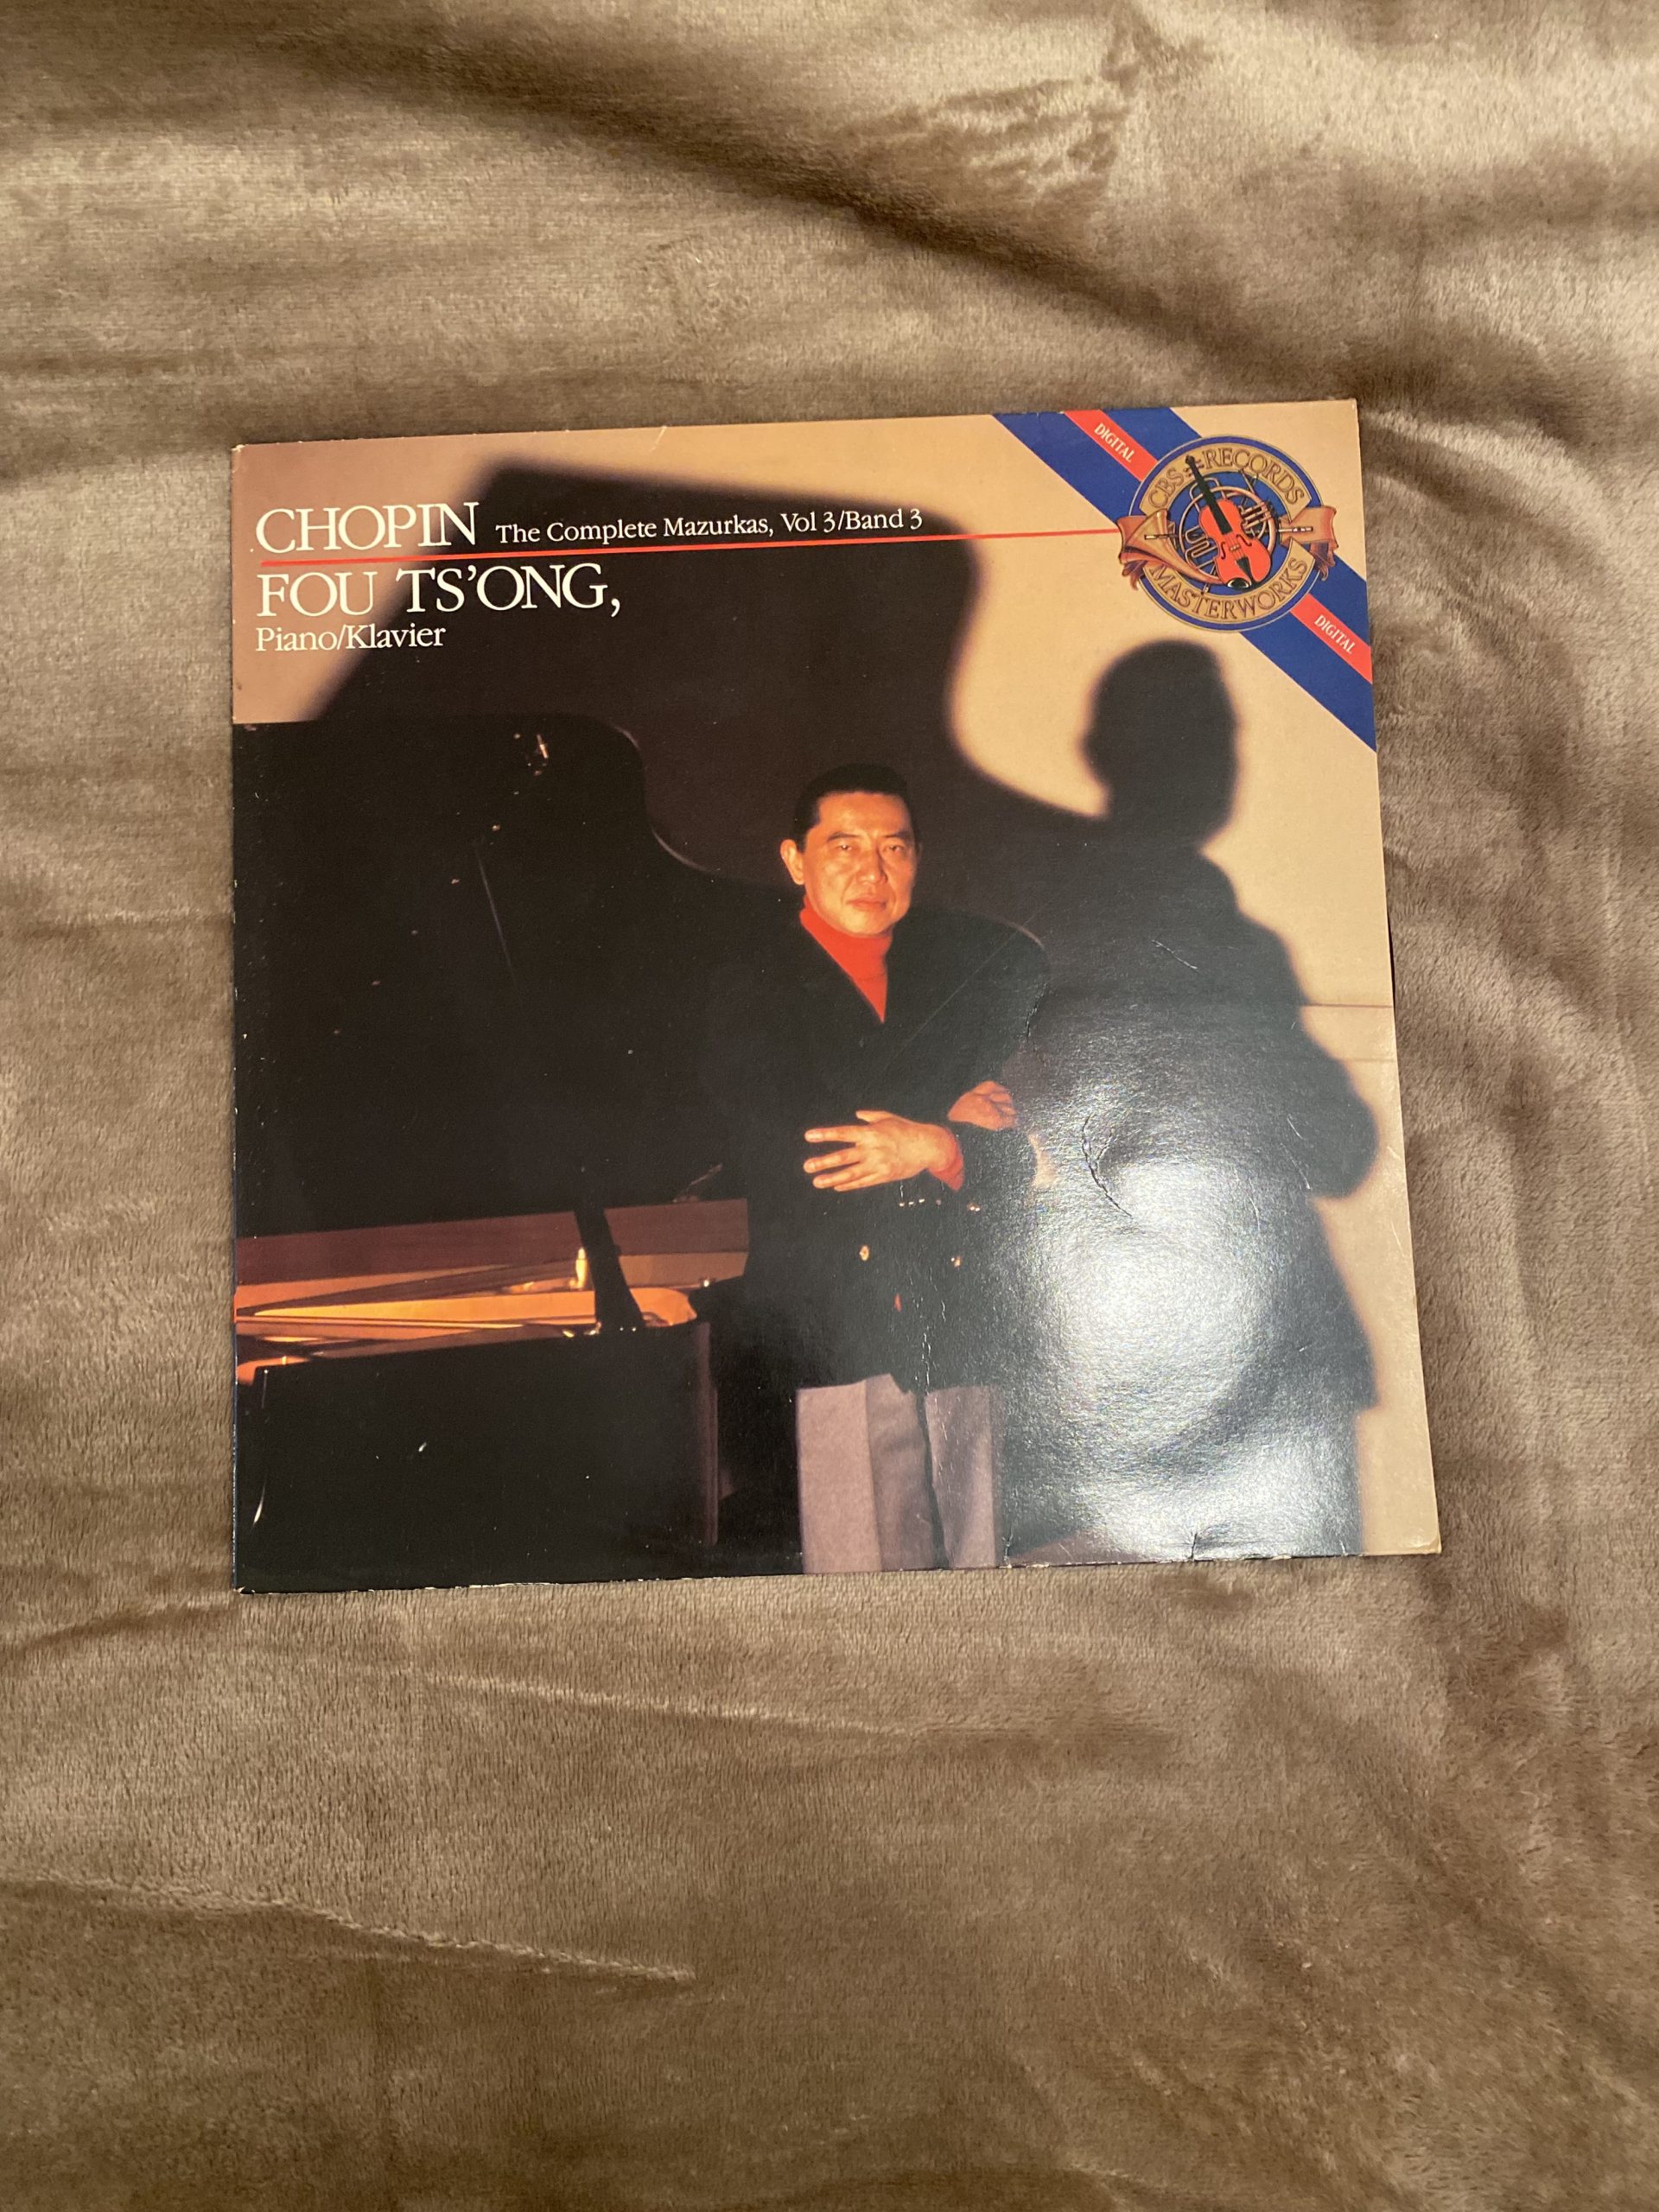 CHOPIN The Complete Mazurkas, Vol 3/Band 3
FOU TS'ONG,
Piano/Klavier
DIGITAL
CBS RECORDS
MASTERWORKS
DIGITAL